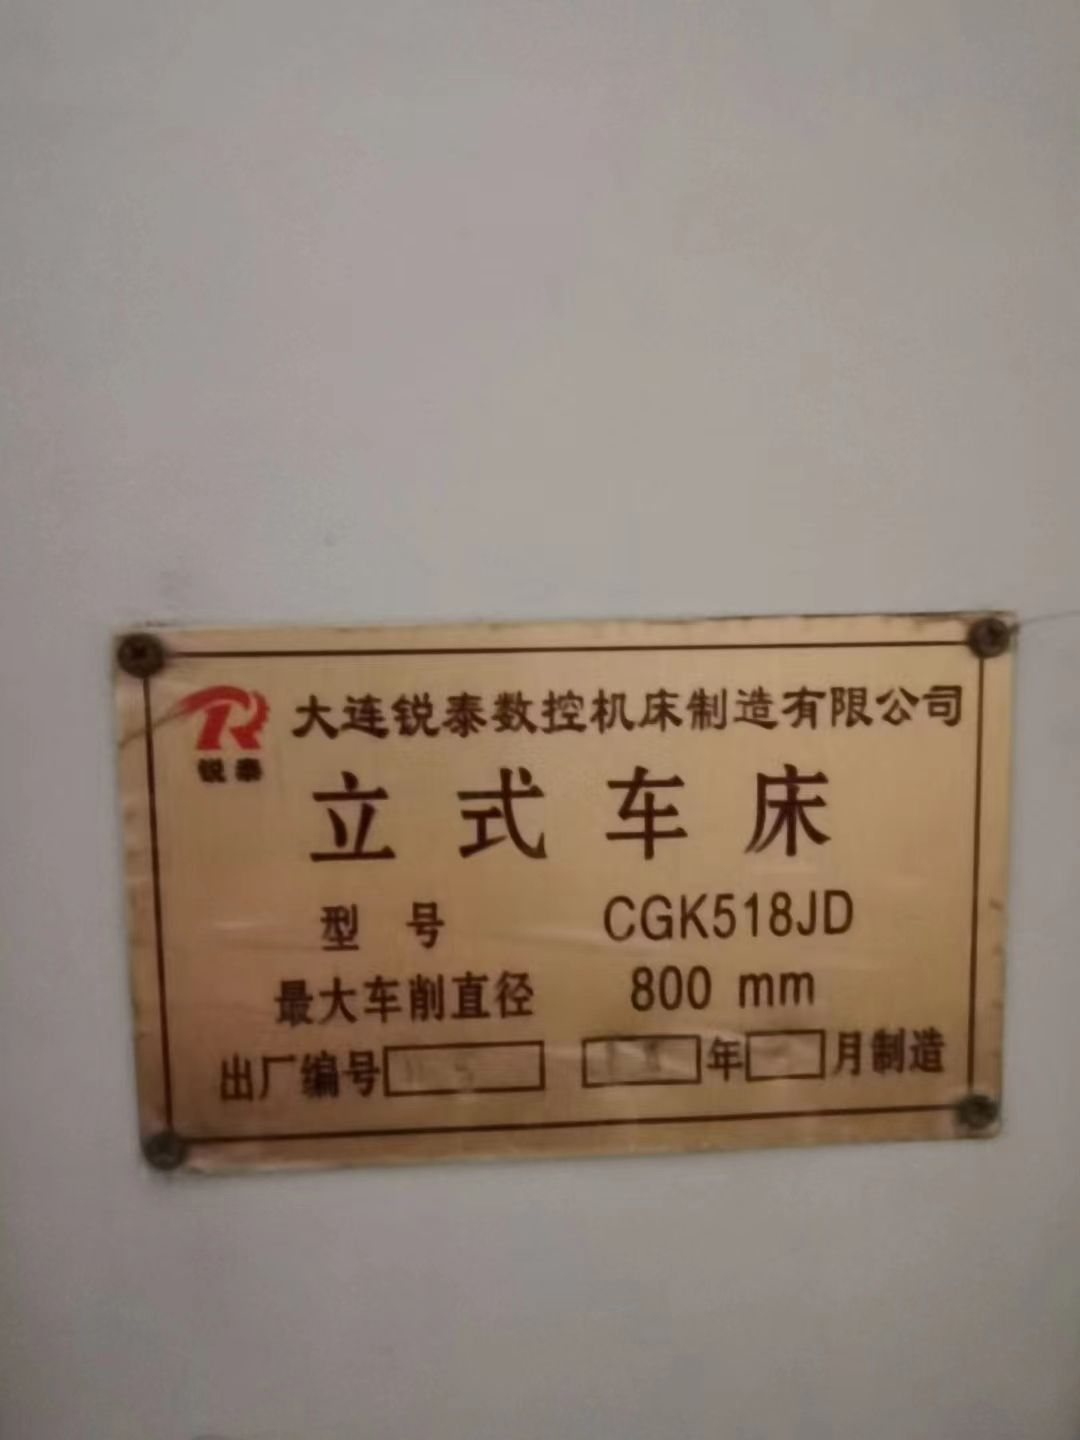 大连锐泰数控机床制造有限公司
锐泰
立式车床
型号 CGK518JD
最大车削直径 800 mm
出厂编号 年 月制造